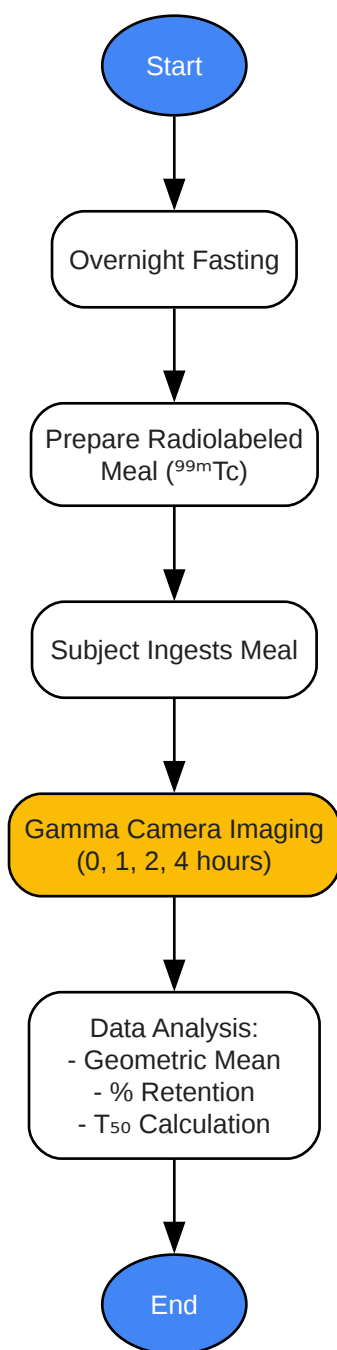 Start
Overnight Fasting
Prepare Radiolabeled
Meal (⁹⁹ᵐTc)
Subject Ingests Meal
Gamma Camera Imaging
(0, 1, 2, 4 hours)
Data Analysis:
- Geometric Mean
- % Retention
- T₅₀ Calculation
End